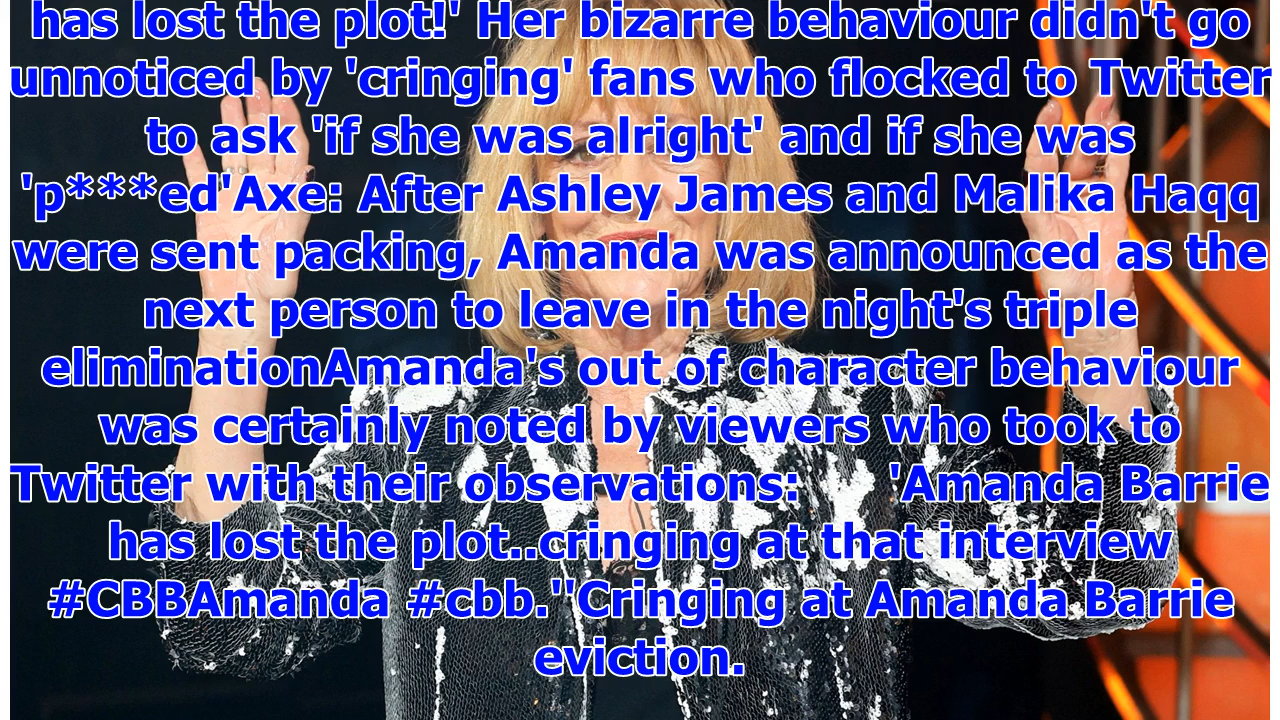 has lost the plot!' Her bizarre behaviour didn't go
unnoticed by 'cringing' fans who flocked to Twitter
to ask 'if she was alright' and if she was
'p***ed'Axe: After Ashley James and Malika Haqq
were sent packing, Amanda was announced as the
next person to leave in the night's triple
eliminationAmanda's out of character behaviour
was certainly noted by viewers who took to
Twitter with their observations: 'Amanda Barrie
has lost the plot..cringing at that interview
#CBBAmanda #cbb.''Cringing at Amanda Barrie
eviction.